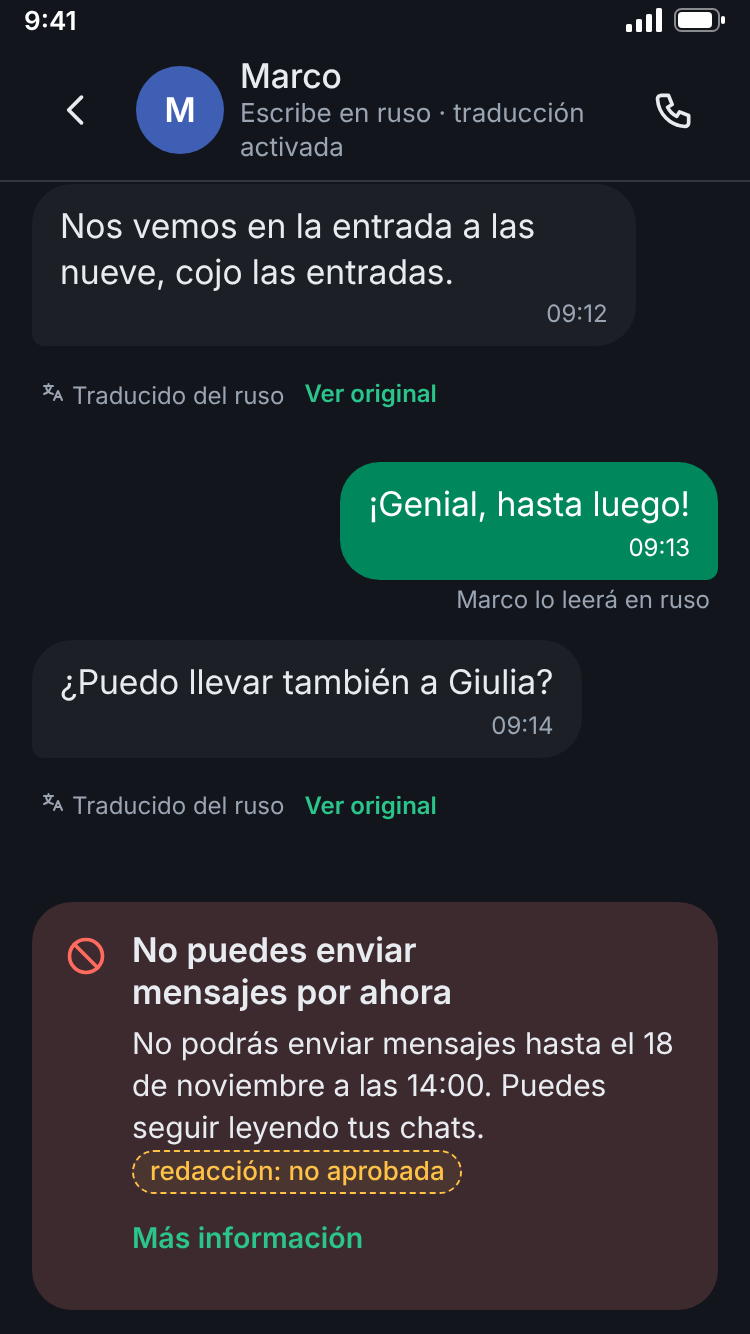 9:41
M
Marco
Escribe en ruso · traducción
activada
Nos vemos en la entrada a las
nueve, cojo las entradas.
09:12
Traducido del ruso Ver original
¡Genial, hasta luego!
09:13
Marco lo leerá en ruso
¿Puedo llevar también a Giulia?
09:14
Traducido del ruso Ver original
No puedes enviar
mensajes por ahora
No podrás enviar mensajes hasta el 18
de noviembre a las 14:00. Puedes
seguir leyendo tus chats.
redacción: no aprobada
Más información